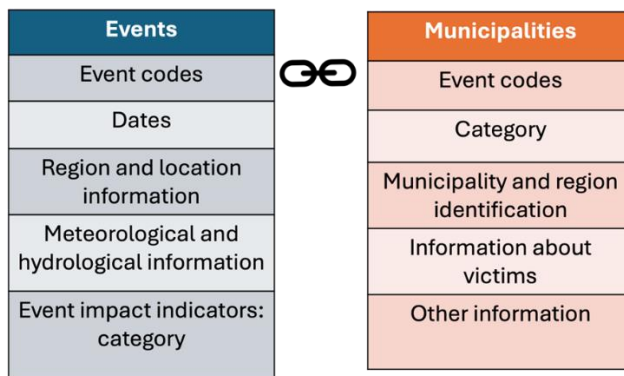 Events
Event codes
Dates
Region and location
information
Meteorological and
hydrological information
Event impact indicators:
category
Municipalities
Event codes
Category
Municipality and region
identification
Information about
victims
Other information